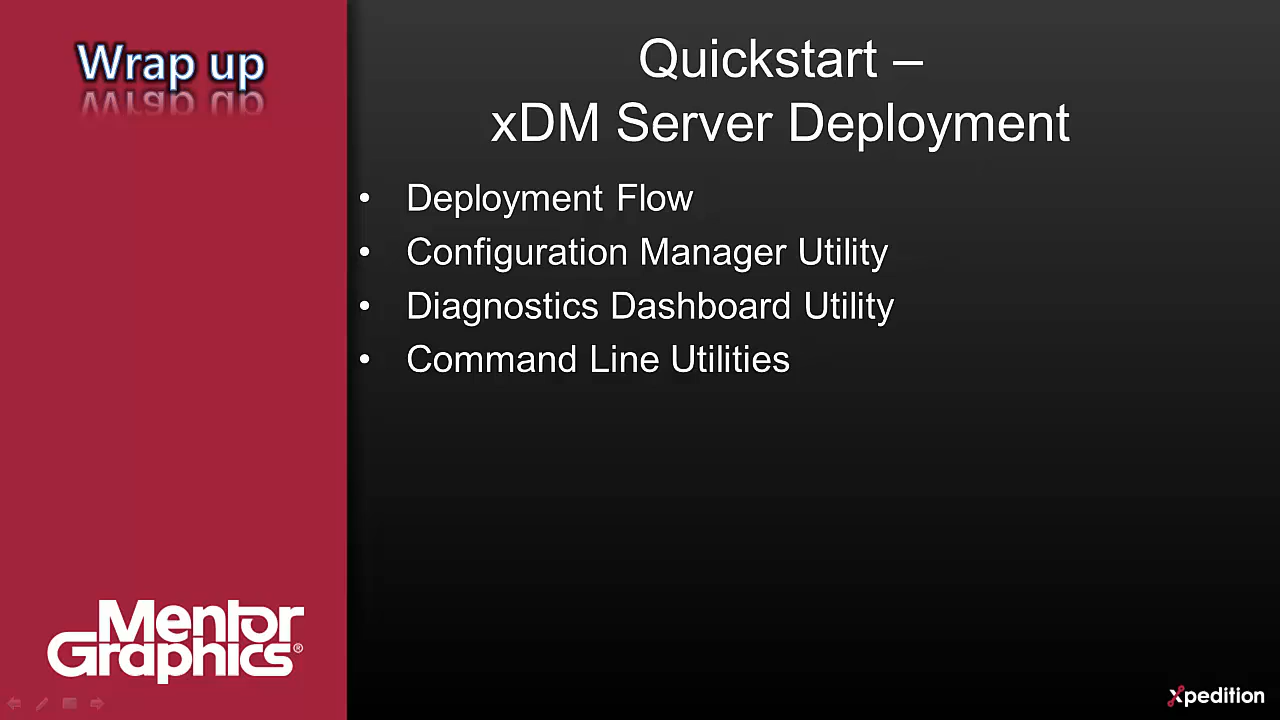 Wrap up
Quickstart –
xDM Server Deployment
• Deployment Flow
• Configuration Manager Utility
• Diagnostics Dashboard Utility
• Command Line Utilities
Mentor
Graphics®
Xpedition